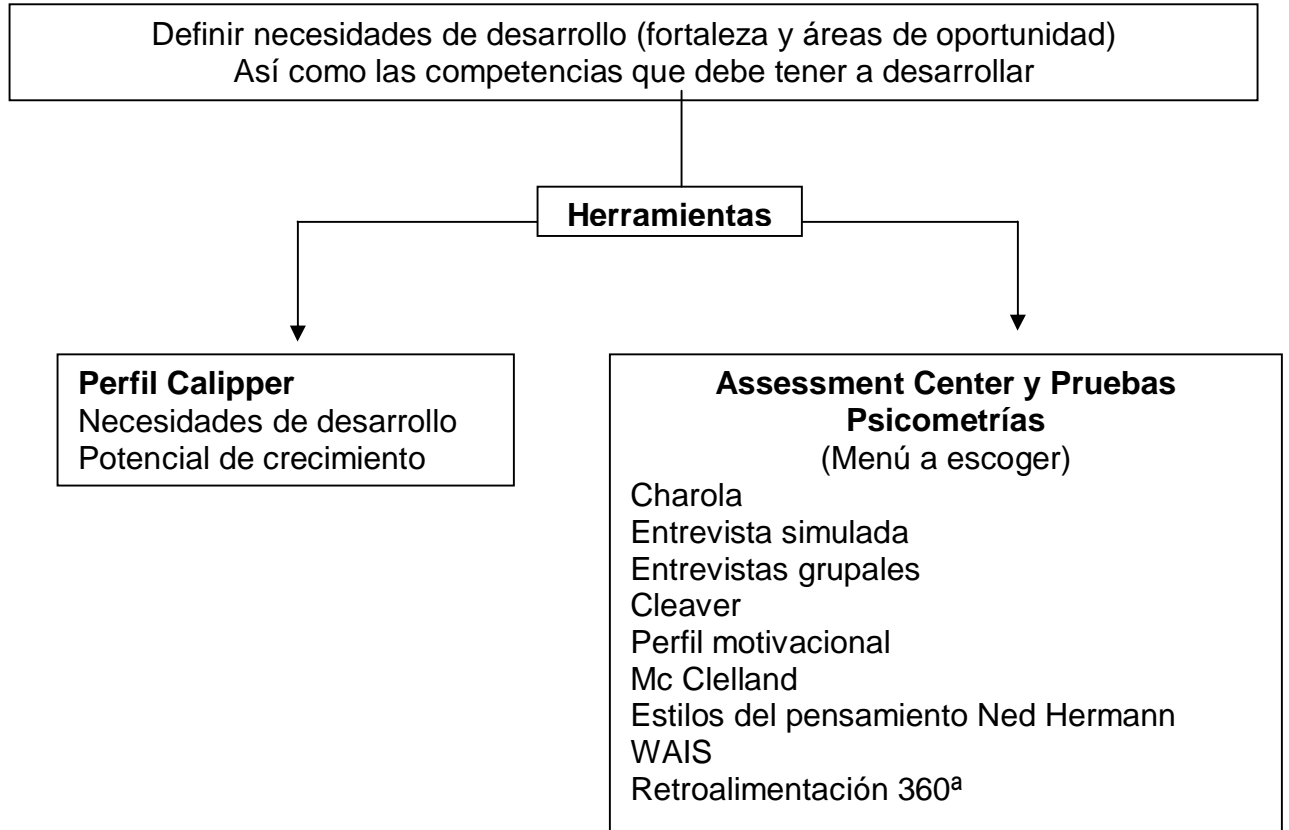 Definir necesidades de desarrollo (fortaleza y áreas de oportunidad)
Así como las competencias que debe tener a desarrollar
Herramientas
Perfil Calipper
Necesidades de desarrollo
Potencial de crecimiento
Assessment Center y Pruebas
Psicometrías
(Menú a escoger)
Charola
Entrevista simulada
Entrevistas grupales
Cleaver
Perfil motivacional
Mc Clelland
Estilos del pensamiento Ned Hermann
WAIS
Retroalimentación 360ª